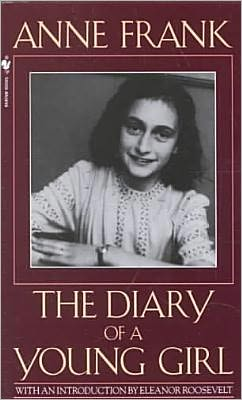 ANNE FRANK
THE DIARY
OF A
YOUNG GIRL
WITH AN INTRODUCTION BY ELEANOR ROOSEVELT